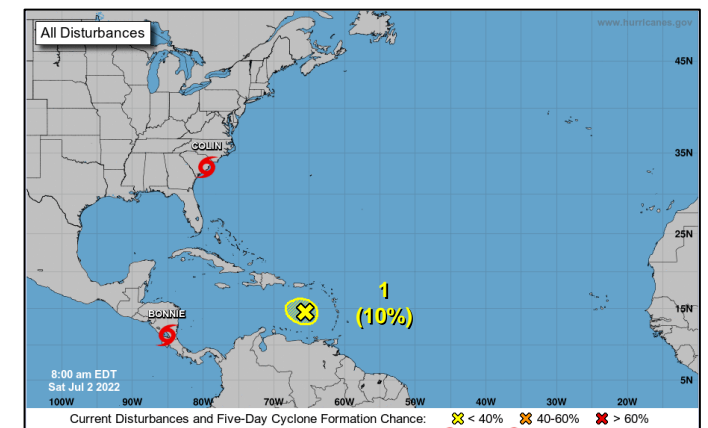 All Disturbances
www.hurricanes.gov
45N
COLIN
35N
25N
1
(10%)
15N
BONNIE
8:00 am EDT
Sat Jul 2 2022
5N
100W 90W 80W 70W 60W 50W 40W 30W 20W
Current Disturbances and Five-Day Cyclone Formation Chance: < 40% 40-60% > 60%